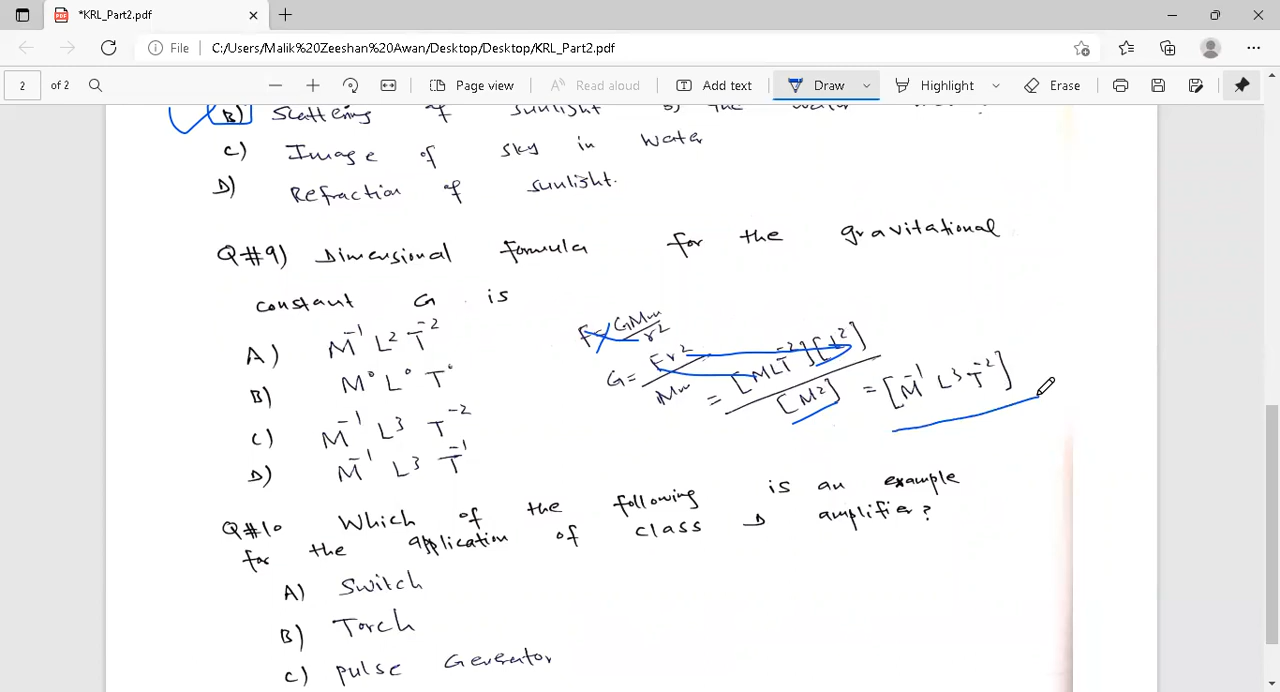 *KRL_Part2.pdf
File C:/Users/Malik%20Zeeshan%20Awan/Desktop/Desktop/KRL_Part2.pdf
2 of 2 Page view Read aloud Add text Draw Highlight Erase
B) Scattering of sunlight by the water
C) Image of sky in water
D) Refraction of sunlight.
Q#9) Dimensional formula for the gravitational
constant G is
A) M⁻¹ L² T⁻²
B) M⁰ L⁰ T⁰
C) M⁻¹ L³ T⁻²
D) M⁻¹ L³ T⁻¹
F = GMm/r²
G = Fr²/Mm = [MLT⁻²][L²]/[M²] = [M⁻¹ L³ T⁻²]
Q#10 Which of the following is an example
for the application of class D amplifier?
A) Switch
B) Torch
C) Pulse Generator